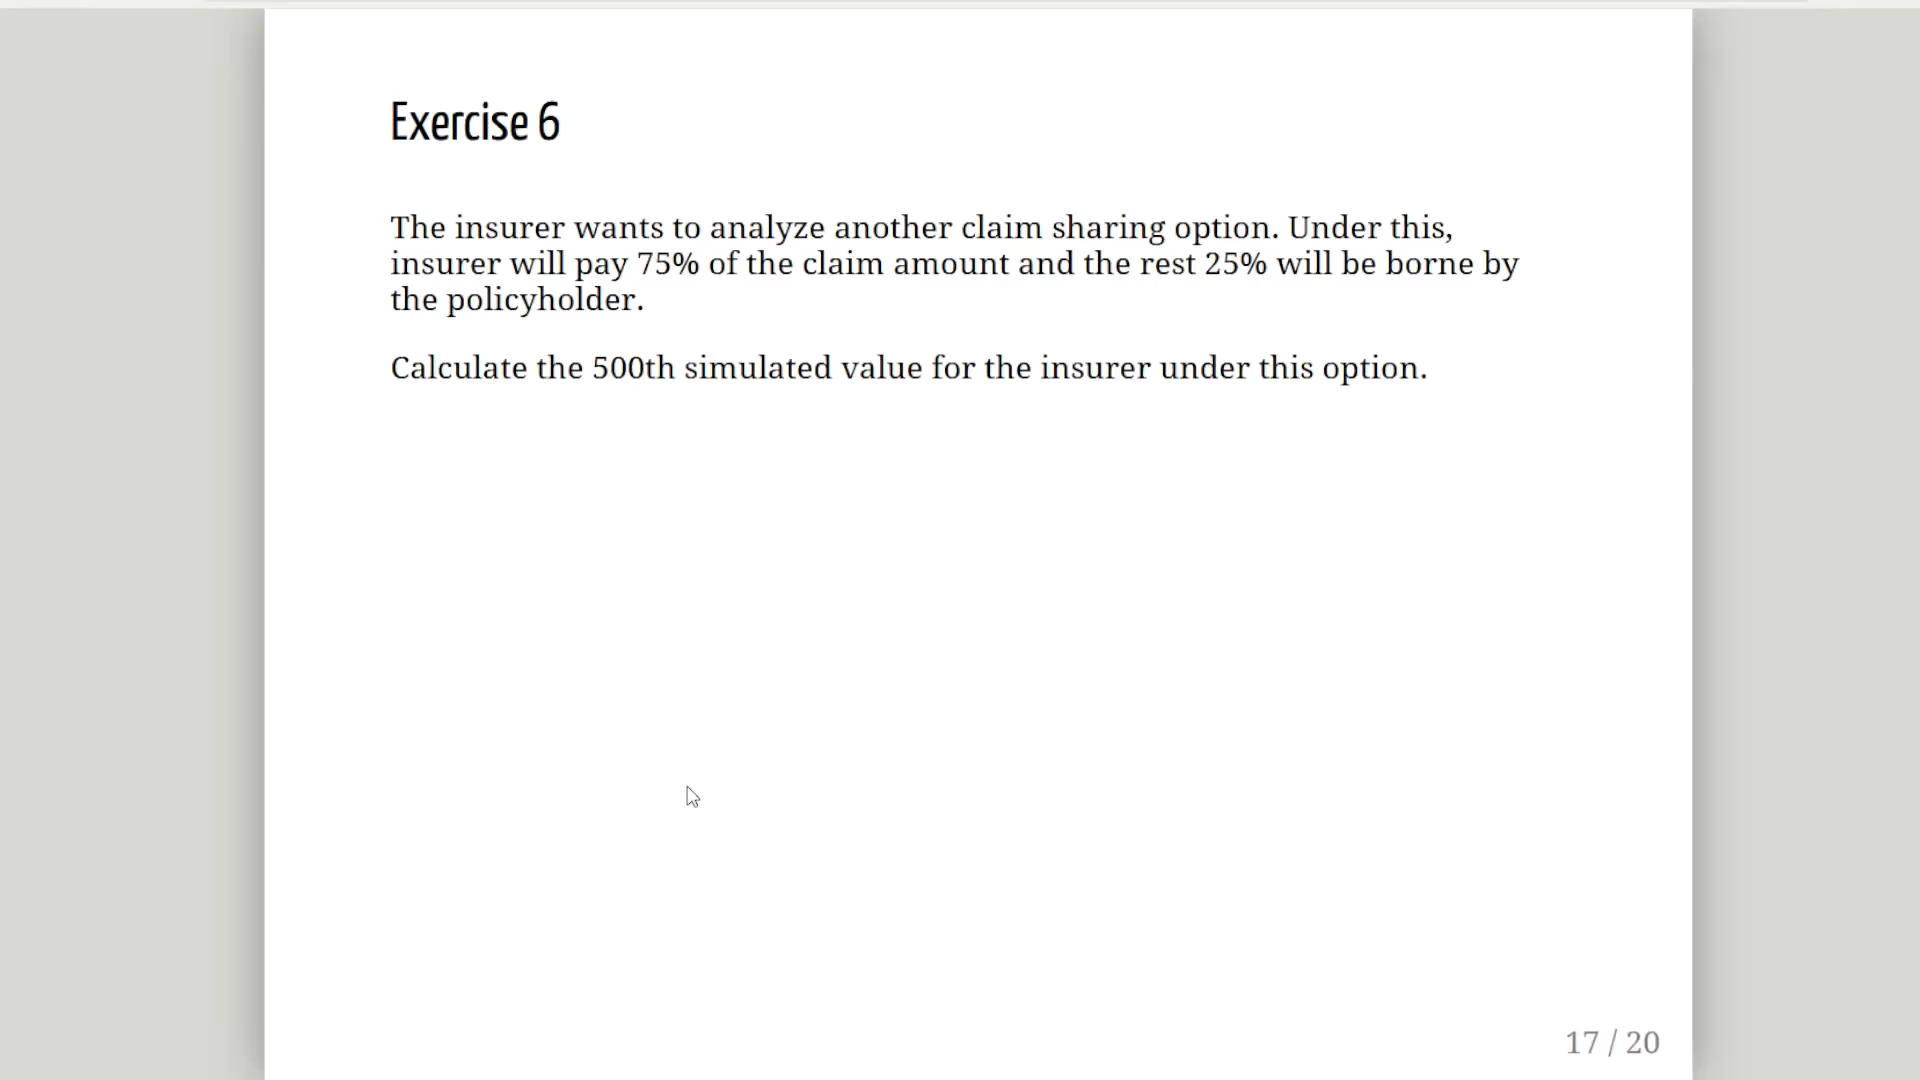 Exercise 6
The insurer wants to analyze another claim sharing option. Under this,
insurer will pay 75% of the claim amount and the rest 25% will be borne by
the policyholder.
Calculate the 500th simulated value for the insurer under this option.
17 / 20